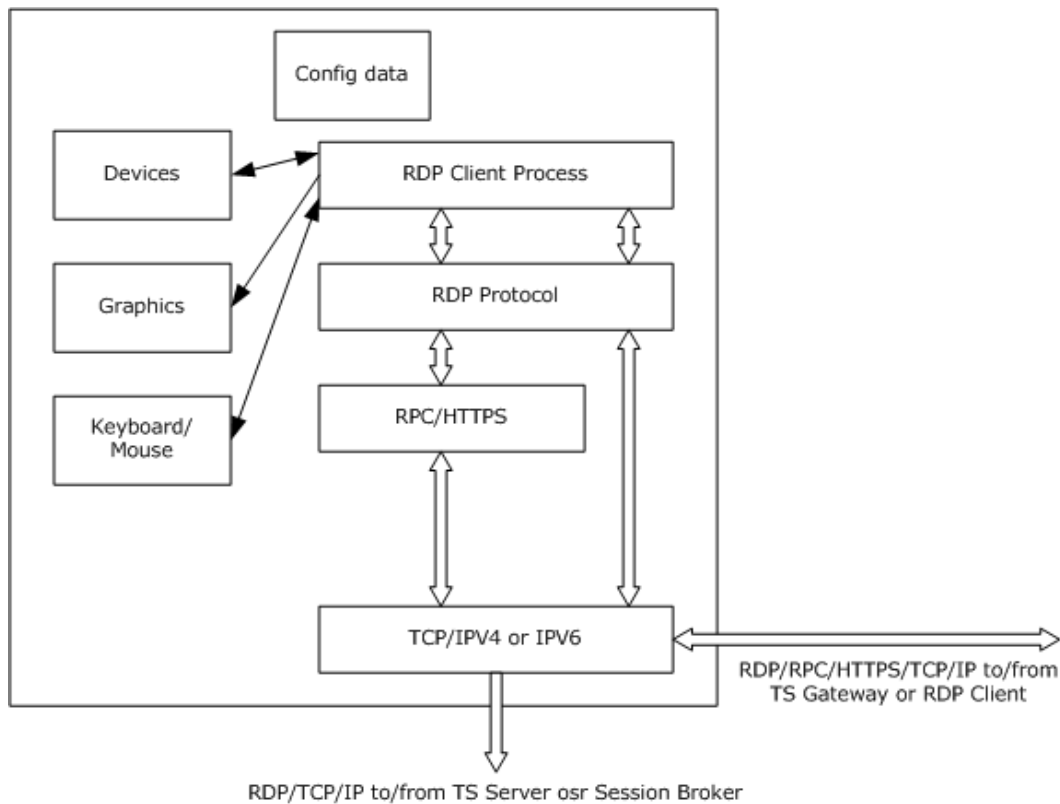 Config data
Devices
RDP Client Process
Graphics
RDP Protocol
Keyboard/
Mouse
RPC/HTTPS
TCP/IPV4 or IPV6
RDP/RPC/HTTPS/TCP/IP to/from
TS Gateway or RDP Client
RDP/TCP/IP to/from TS Server osr Session Broker